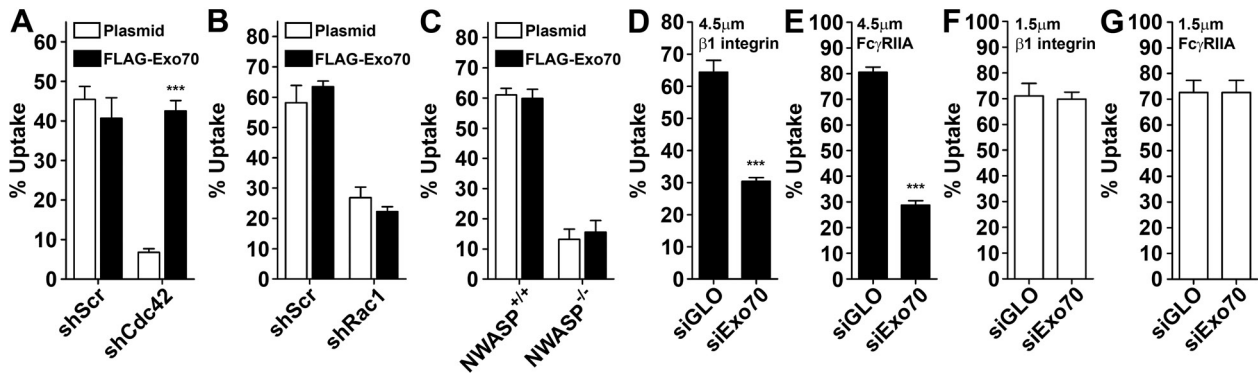 A
Plasmid
FLAG-Exo70
% Uptake
60
50
40
30
20
10
0
***
shScr
shCdc42
B
Plasmid
FLAG-Exo70
% Uptake
80
70
60
50
40
30
20
10
0
shScr
shRac1
C
Plasmid
FLAG-Exo70
% Uptake
80
70
60
50
40
30
20
10
0
NWASP+/+
NWASP-/-
D
4.5μm
β1 integrin
% Uptake
80
70
60
50
40
30
20
10
0
***
siGLO
siExo70
E
4.5μm
FcγRIIA
% Uptake
100
90
80
70
60
50
40
30
20
10
0
***
siGLO
siExo70
F
1.5μm
β1 integrin
% Uptake
100
90
80
70
60
50
40
30
20
10
0
siGLO
siExo70
G
1.5μm
FcγRIIA
% Uptake
100
90
80
70
60
50
40
30
20
10
0
siGLO
siExo70